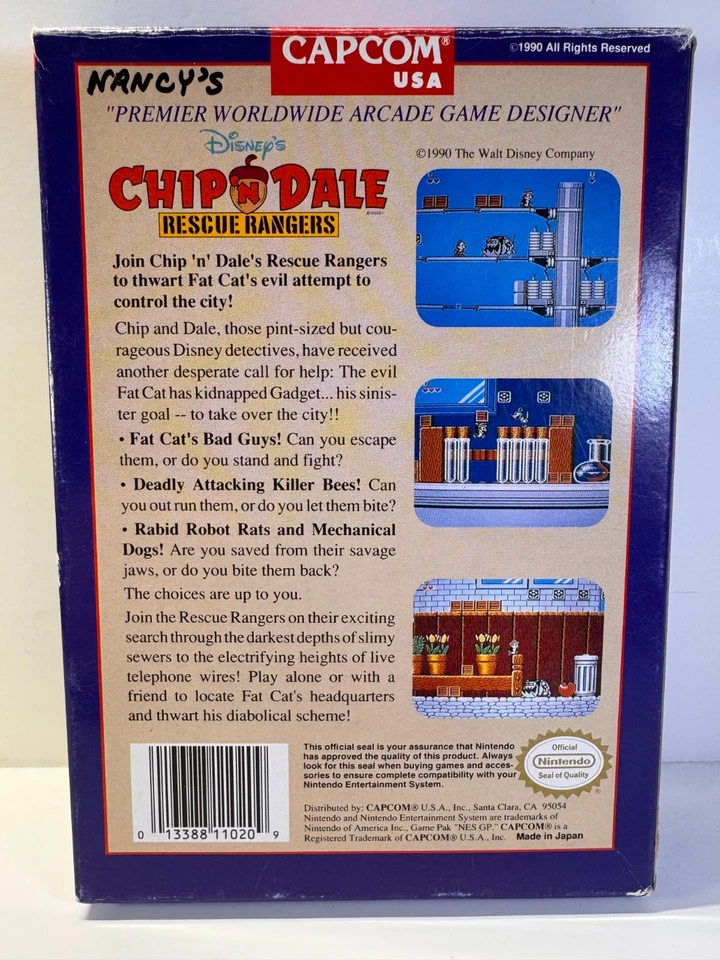 CAPCOM®
USA
©1990 All Rights Reserved
NANCY'S
"PREMIER WORLDWIDE ARCADE GAME DESIGNER"
Disney's
©1990 The Walt Disney Company
CHIP 'N DALE
RESCUE RANGERS
Join Chip 'n' Dale's Rescue Rangers
to thwart Fat Cat's evil attempt to
control the city!
Chip and Dale, those pint-sized but cou-
rageous Disney detectives, have received
another desperate call for help: The evil
Fat Cat has kidnapped Gadget... his sinis-
ter goal -- to take over the city!!
• Fat Cat's Bad Guys! Can you escape
them, or do you stand and fight?
• Deadly Attacking Killer Bees! Can
you out run them, or do you let them bite?
• Rabid Robot Rats and Mechanical
Dogs! Are you saved from their savage
jaws, or do you bite them back?
The choices are up to you.
Join the Rescue Rangers on their exciting
search through the darkest depths of slimy
sewers to the electrifying heights of live
telephone wires! Play alone or with a
friend to locate Fat Cat's headquarters
and thwart his diabolical scheme!
This official seal is your assurance that Nintendo
has approved the quality of this product. Always
look for this seal when buying games and acces-
sories to ensure complete compatibility with your
Nintendo Entertainment System.
Official
Nintendo
Seal of Quality
Distributed by: CAPCOM® U.S.A., Inc., Santa Clara, CA 95054
Nintendo and Nintendo Entertainment System are trademarks of
Nintendo of America Inc., Game Pak "NES GP." CAPCOM® is a
Registered Trademark of CAPCOM® U.S.A., Inc. Made in Japan
0 13388 11020 9